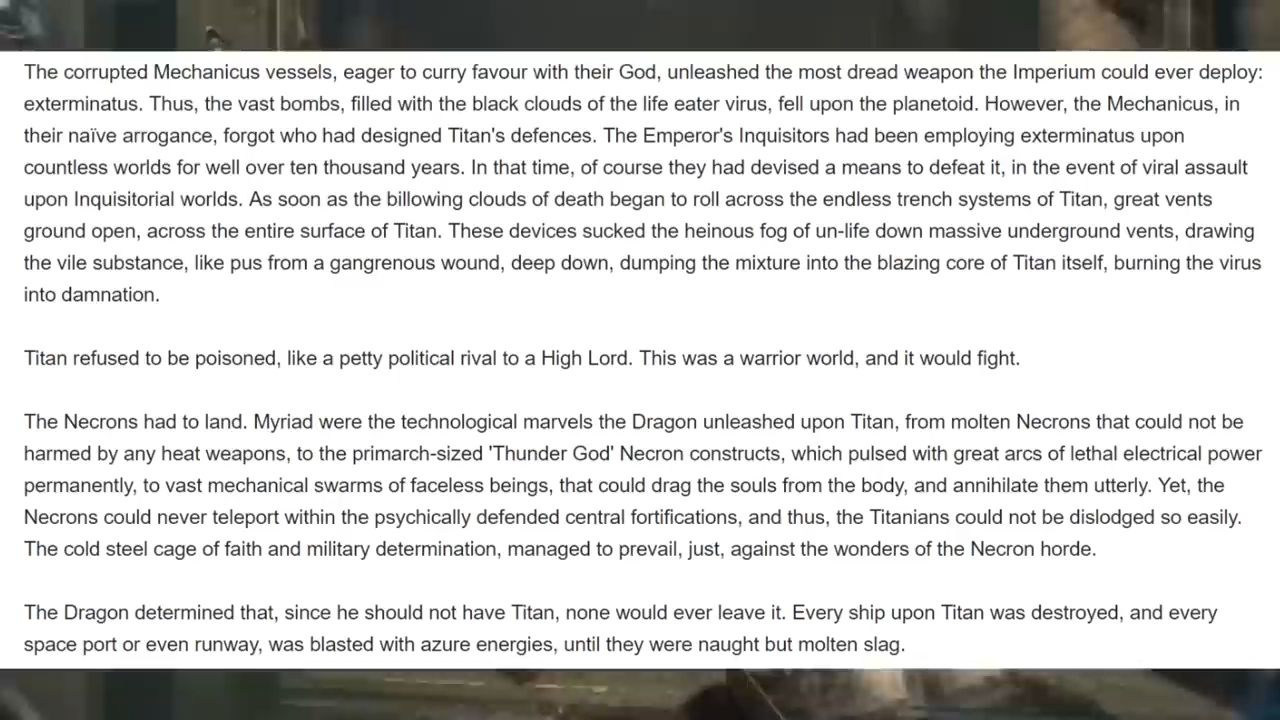 The corrupted Mechanicus vessels, eager to curry favour with their God, unleashed the most dread weapon the Imperium could ever deploy:
exterminatus. Thus, the vast bombs, filled with the black clouds of the life eater virus, fell upon the planetoid. However, the Mechanicus, in
their naïve arrogance, forgot who had designed Titan's defences. The Emperor's Inquisitors had been employing exterminatus upon
countless worlds for well over ten thousand years. In that time, of course they had devised a means to defeat it, in the event of viral assault
upon Inquisitorial worlds. As soon as the billowing clouds of death began to roll across the endless trench systems of Titan, great vents
ground open, across the entire surface of Titan. These devices sucked the heinous fog of un-life down massive underground vents, drawing
the vile substance, like pus from a gangrenous wound, deep down, dumping the mixture into the blazing core of Titan itself, burning the virus
into damnation.
Titan refused to be poisoned, like a petty political rival to a High Lord. This was a warrior world, and it would fight.
The Necrons had to land. Myriad were the technological marvels the Dragon unleashed upon Titan, from molten Necrons that could not be
harmed by any heat weapons, to the primarch-sized 'Thunder God' Necron constructs, which pulsed with great arcs of lethal electrical power
permanently, to vast mechanical swarms of faceless beings, that could drag the souls from the body, and annihilate them utterly. Yet, the
Necrons could never teleport within the psychically defended central fortifications, and thus, the Titanians could not be dislodged so easily.
The cold steel cage of faith and military determination, managed to prevail, just, against the wonders of the Necron horde.
The Dragon determined that, since he should not have Titan, none would ever leave it. Every ship upon Titan was destroyed, and every
space port or even runway, was blasted with azure energies, until they were naught but molten slag.